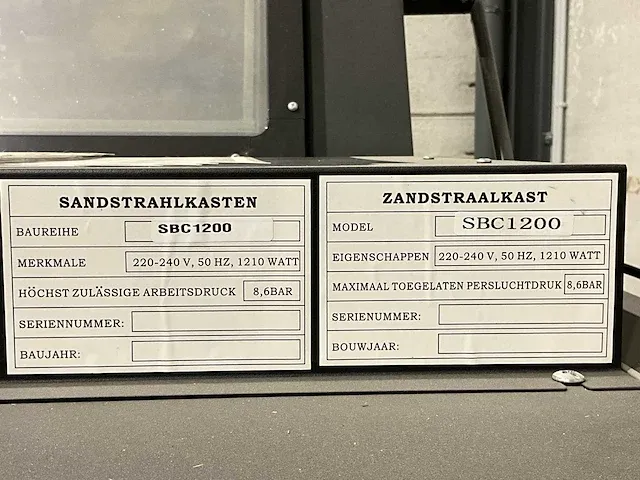 SANDSTRAHLKASTEN
BAUREIHE SBC1200
MERKMALE 220-240 V, 50 HZ, 1210 WATT
HÖCHST ZULÄSSIGE ARBEITSDRUCK 8,6BAR
SERIENNUMMER:
BAUJAHR:
ZANDSTRAALKAST
MODEL SBC1200
EIGENSCHAPPEN 220-240 V, 50 HZ, 1210 WATT
MAXIMAAL TOEGELATEN PERSLUCHTDRUK 8,6BAR
SERIENUMMER:
BOUWJAAR: